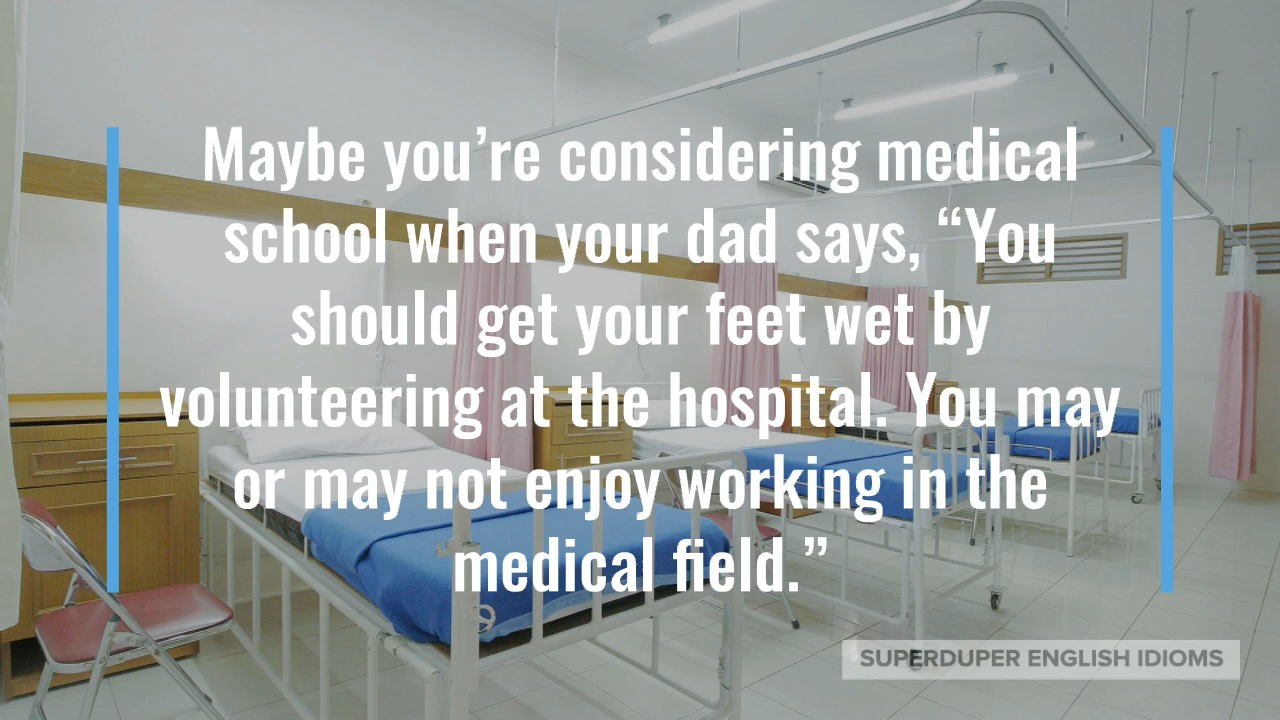 Maybe you’re considering medical
school when your dad says, “You
should get your feet wet by
volunteering at the hospital. You may
or may not enjoy working in the
medical field.”
SUPERDUPER ENGLISH IDIOMS